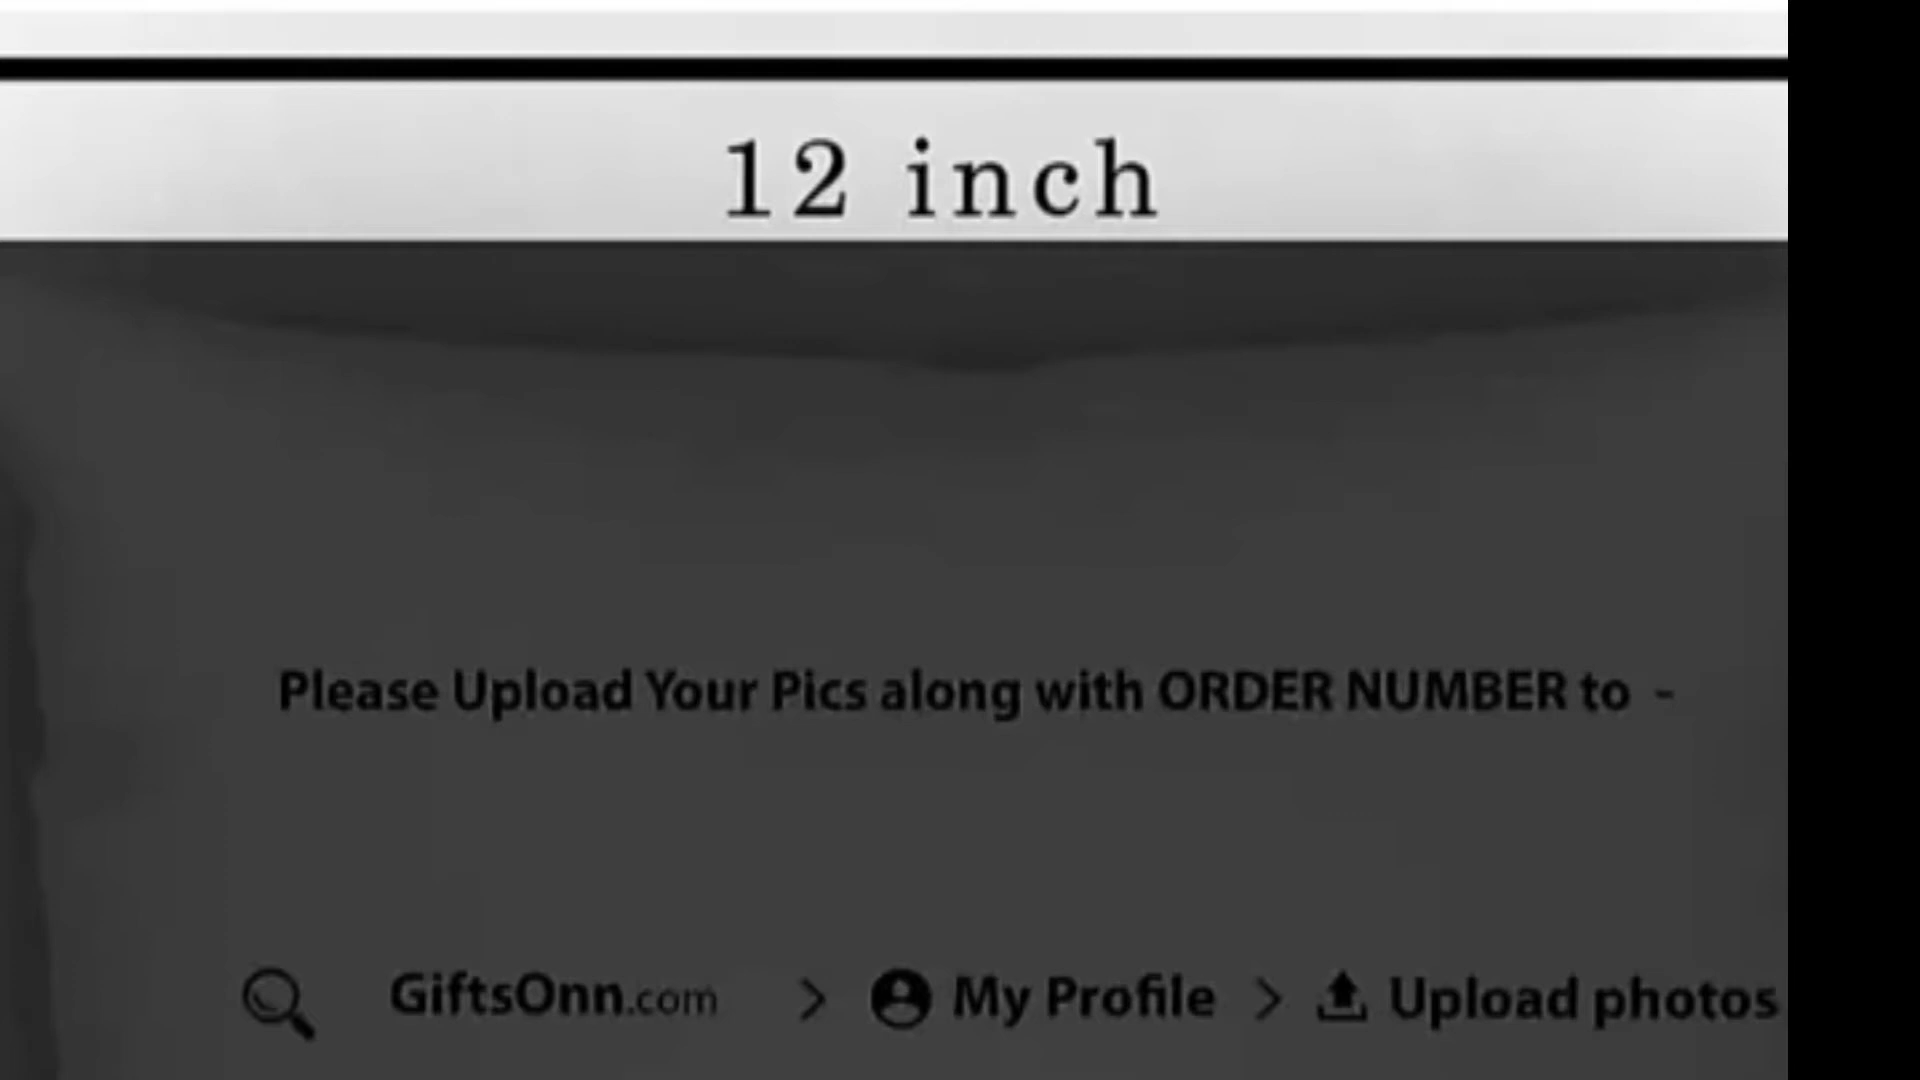 12 inch
Please Upload Your Pics along with ORDER NUMBER to -
GiftsOnn.com > My Profile > Upload photos